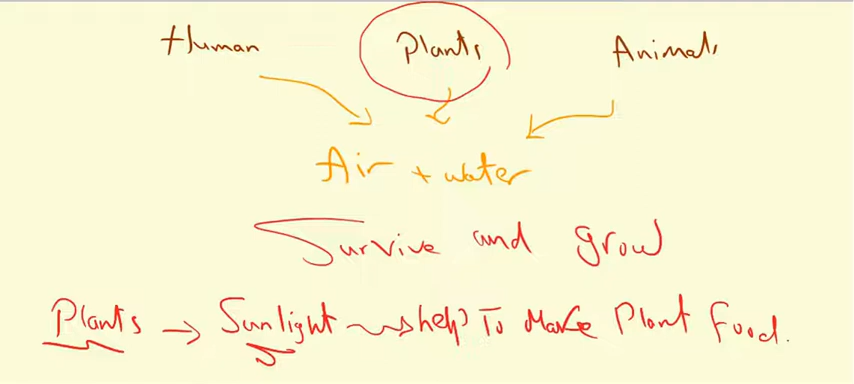 Human Plants Animals
Air + water
Survive and grow
Plants → Sunlight → help To Make Plant Food.